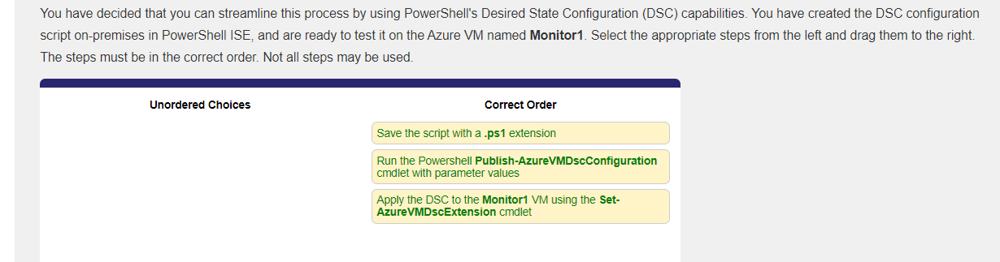 You have decided that you can streamline this process by using PowerShell's Desired State Configuration (DSC) capabilities. You have created the DSC configuration
script on-premises in PowerShell ISE, and are ready to test it on the Azure VM named Monitor1. Select the appropriate steps from the left and drag them to the right.
The steps must be in the correct order. Not all steps may be used.
Unordered Choices
Correct Order
Save the script with a .ps1 extension
Run the Powershell Publish-AzureVMDscConfiguration
cmdlet with parameter values
Apply the DSC to the Monitor1 VM using the Set-
AzureVMDscExtension cmdlet